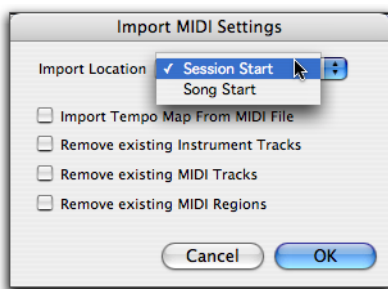 Import MIDI Settings
Import Location ✓ Session Start
Song Start
Import Tempo Map From MIDI File
Remove existing Instrument Tracks
Remove existing MIDI Tracks
Remove existing MIDI Regions
Cancel OK